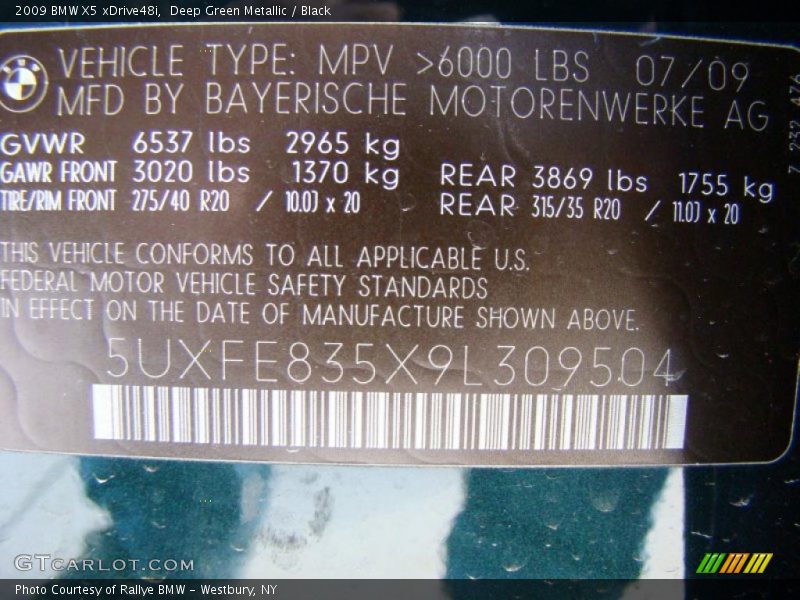 2009 BMW X5 xDrive48i, Deep Green Metallic / Black
VEHICLE TYPE: MPV >6000 LBS 07/09
MFD BY BAYERISCHE MOTORENWERKE AG
GVWR 6537 lbs 2965 kg
GAWR FRONT 3020 lbs 1370 kg REAR 3869 lbs 1755 kg
TIRE/RIM FRONT 275/40 R20 / 10.0J x 20 REAR 315/35 R20 / 11.0J x 20
THIS VEHICLE CONFORMS TO ALL APPLICABLE U.S.
FEDERAL MOTOR VEHICLE SAFETY STANDARDS
IN EFFECT ON THE DATE OF MANUFACTURE SHOWN ABOVE.
5UXFE835X9L309504
7 232 476
GTCARLOT.COM
Photo Courtesy of Rallye BMW - Westbury, NY